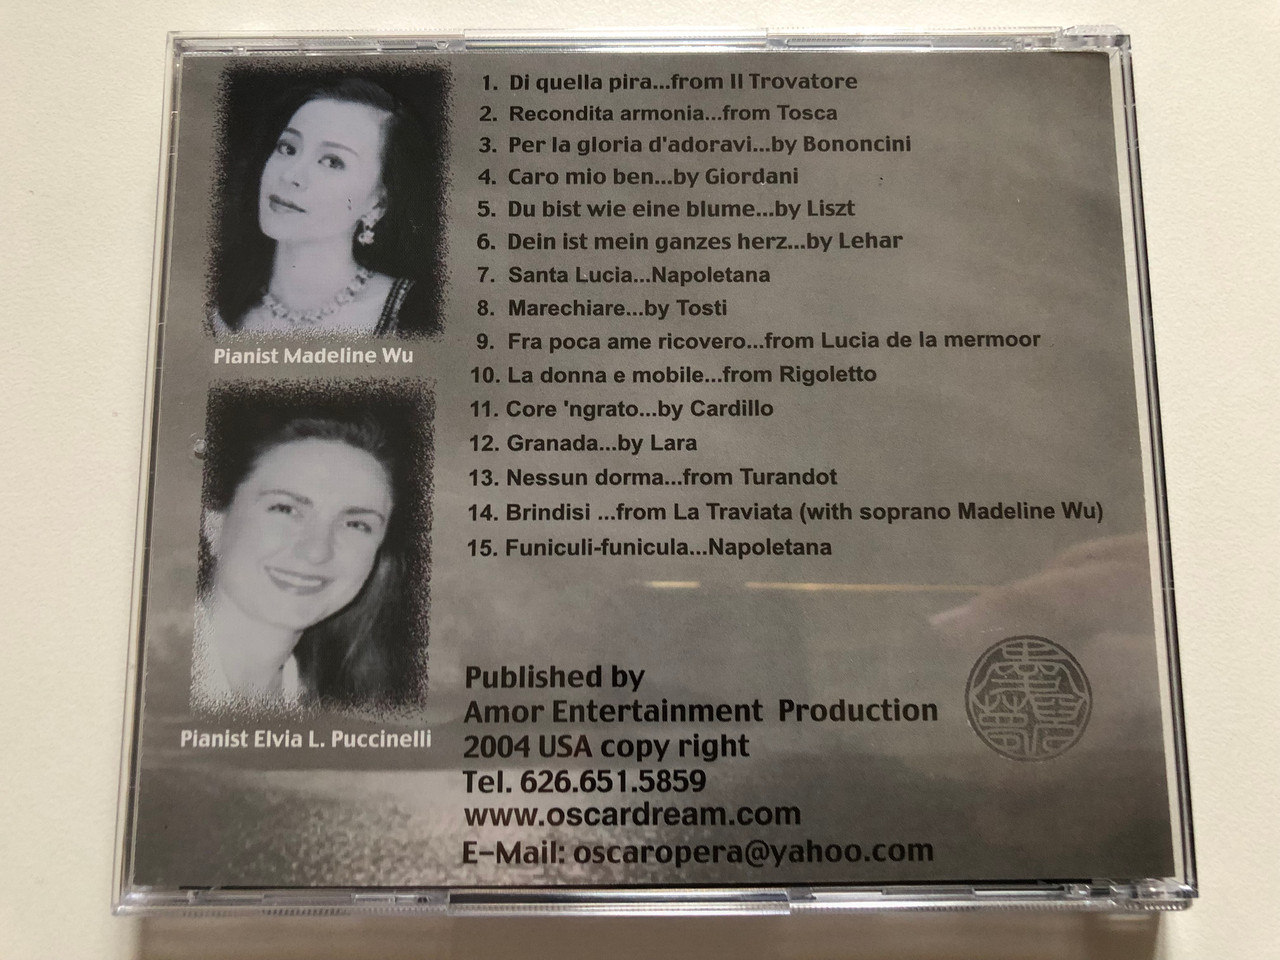 Pianist Madeline Wu
Pianist Elvia L. Puccinelli
1. Di quella pira...from Il Trovatore
2. Recondita armonia...from Tosca
3. Per la gloria d'adoravi...by Bononcini
4. Caro mio ben...by Giordani
5. Du bist wie eine blume...by Liszt
6. Dein ist mein ganzes herz...by Lehar
7. Santa Lucia...Napoletana
8. Marechiare...by Tosti
9. Fra poca ame ricovero...from Lucia de la mermoor
10. La donna e mobile...from Rigoletto
11. Core 'ngrato...by Cardillo
12. Granada...by Lara
13. Nessun dorma...from Turandot
14. Brindisi ...from La Traviata (with soprano Madeline Wu)
15. Funiculi-funicula...Napoletana
Published by
Amor Entertainment Production
2004 USA copy right
Tel. 626.651.5859
www.oscardream.com
E-Mail: oscaropera@yahoo.com